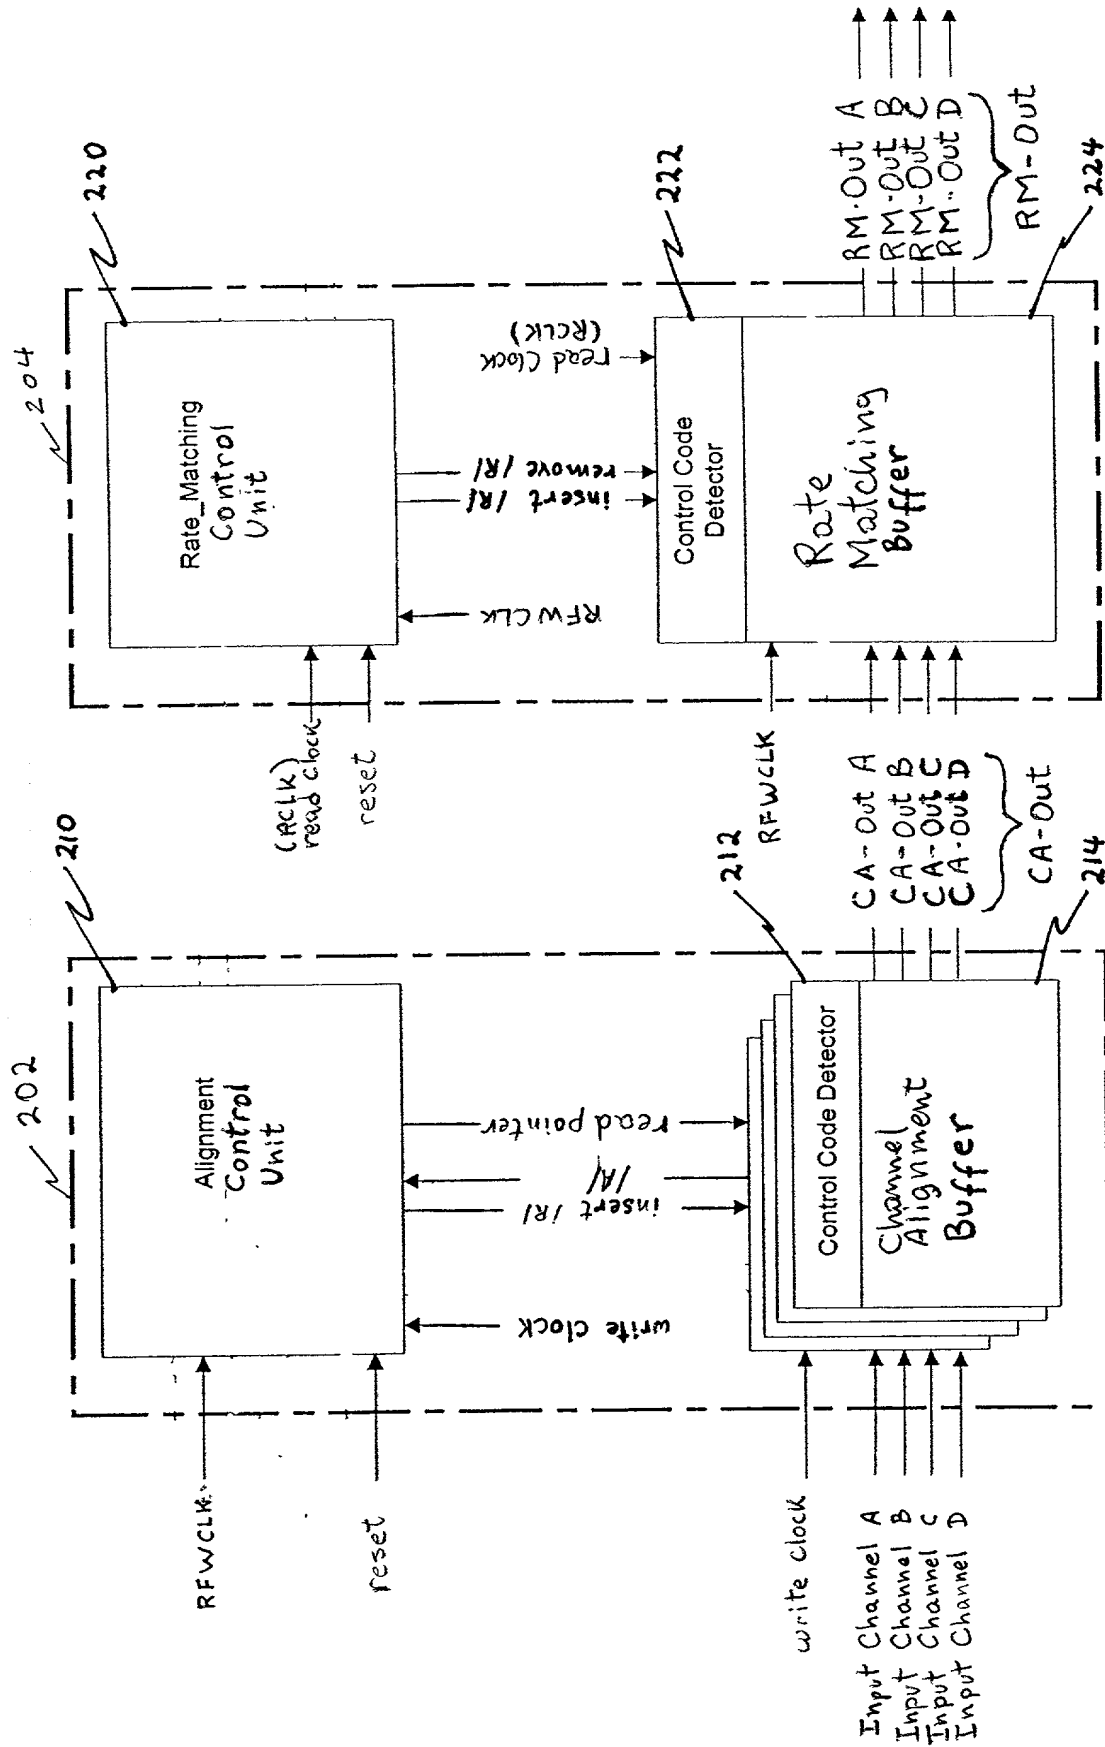 202
210
Alignment
Control
Unit
RFWCLK
reset
write clock
insert /R/
/A/
read pointer
212
Control Code Detector
Channel
Alignment
Buffer
214
write clock
Input Channel A
Input Channel B
Input Channel C
Input Channel D
CA-Out A
CA-Out B
CA-Out C
CA-Out D
CA-Out
204
220
Rate_Matching
Control
Unit
(RCLK)
read clock
reset
RFWCLK
insert /R/
remove /R/
read clock
(RCLK)
222
Control Code
Detector
Rate
Matching
Buffer
224
RFWCLK
RM-Out A
RM-Out B
RM-Out C
RM-Out D
RM-Out